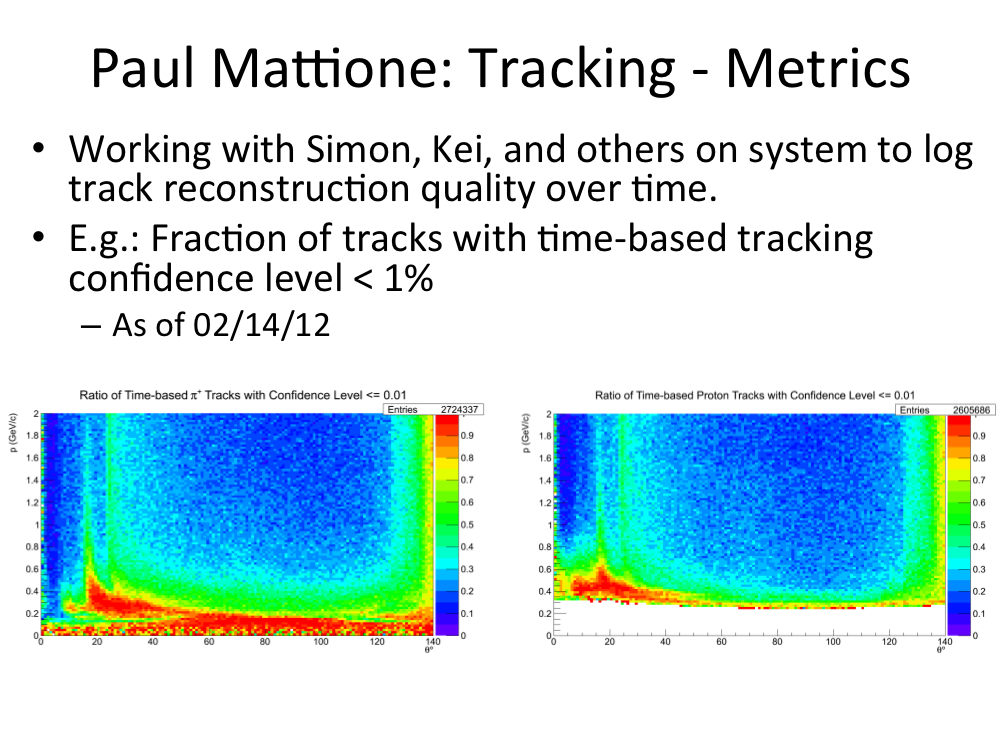 Paul Mattione: Tracking - Metrics
• Working with Simon, Kei, and others on system to log
track reconstruction quality over time.
• E.g.: Fraction of tracks with time-based tracking
confidence level < 1%
– As of 02/14/12
Ratio of Time-based π⁺ Tracks with Confidence Level <= 0.01
Entries 2724337
p (GeV/c)
2
1.8
1.6
1.4
1.2
1
0.8
0.6
0.4
0.2
0
0 20 40 60 80 100 120 140
θ°
0.9
0.8
0.7
0.6
0.5
0.4
0.3
0.2
0.1
0
Ratio of Time-based Proton Tracks with Confidence Level <= 0.01
Entries 2605686
p (GeV/c)
2
1.8
1.6
1.4
1.2
1
0.8
0.6
0.4
0.2
0
0 20 40 60 80 100 120 140
θ°
0.9
0.8
0.7
0.6
0.5
0.4
0.3
0.2
0.1
0